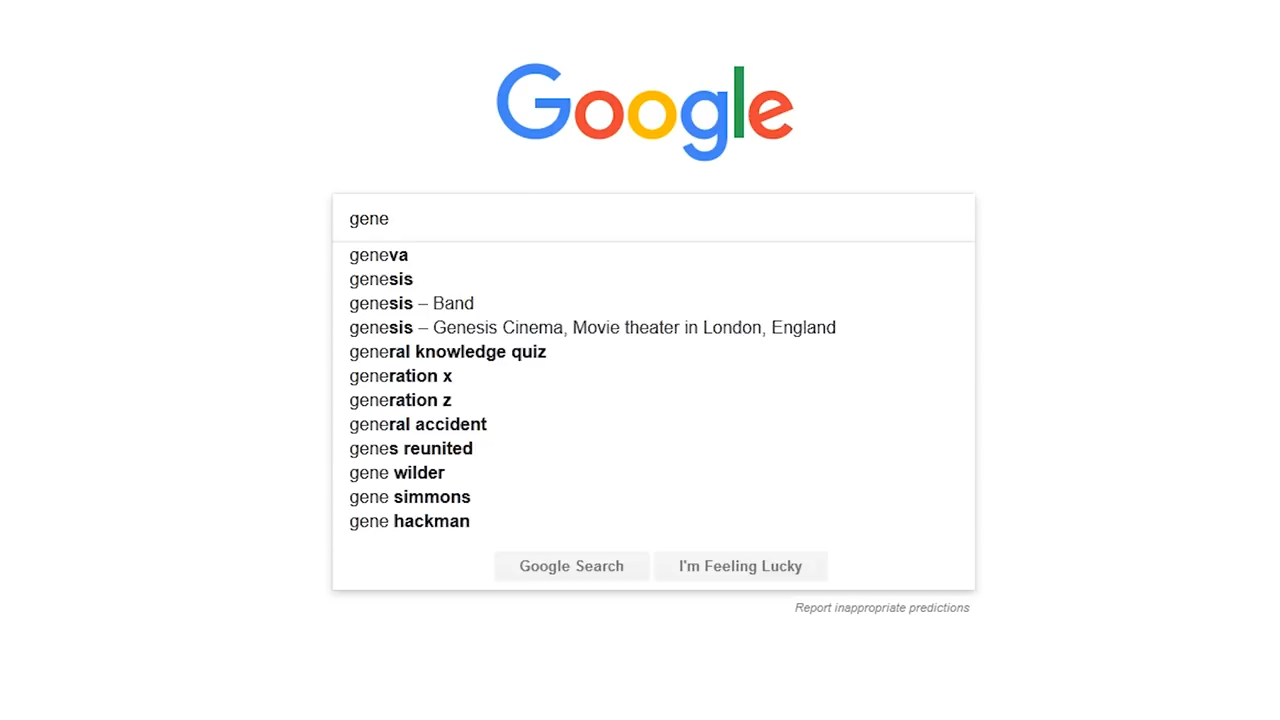 Google
gene
geneva
genesis
genesis – Band
genesis – Genesis Cinema, Movie theater in London, England
general knowledge quiz
generation x
generation z
general accident
genes reunited
gene wilder
gene simmons
gene hackman
Google Search I'm Feeling Lucky
Report inappropriate predictions